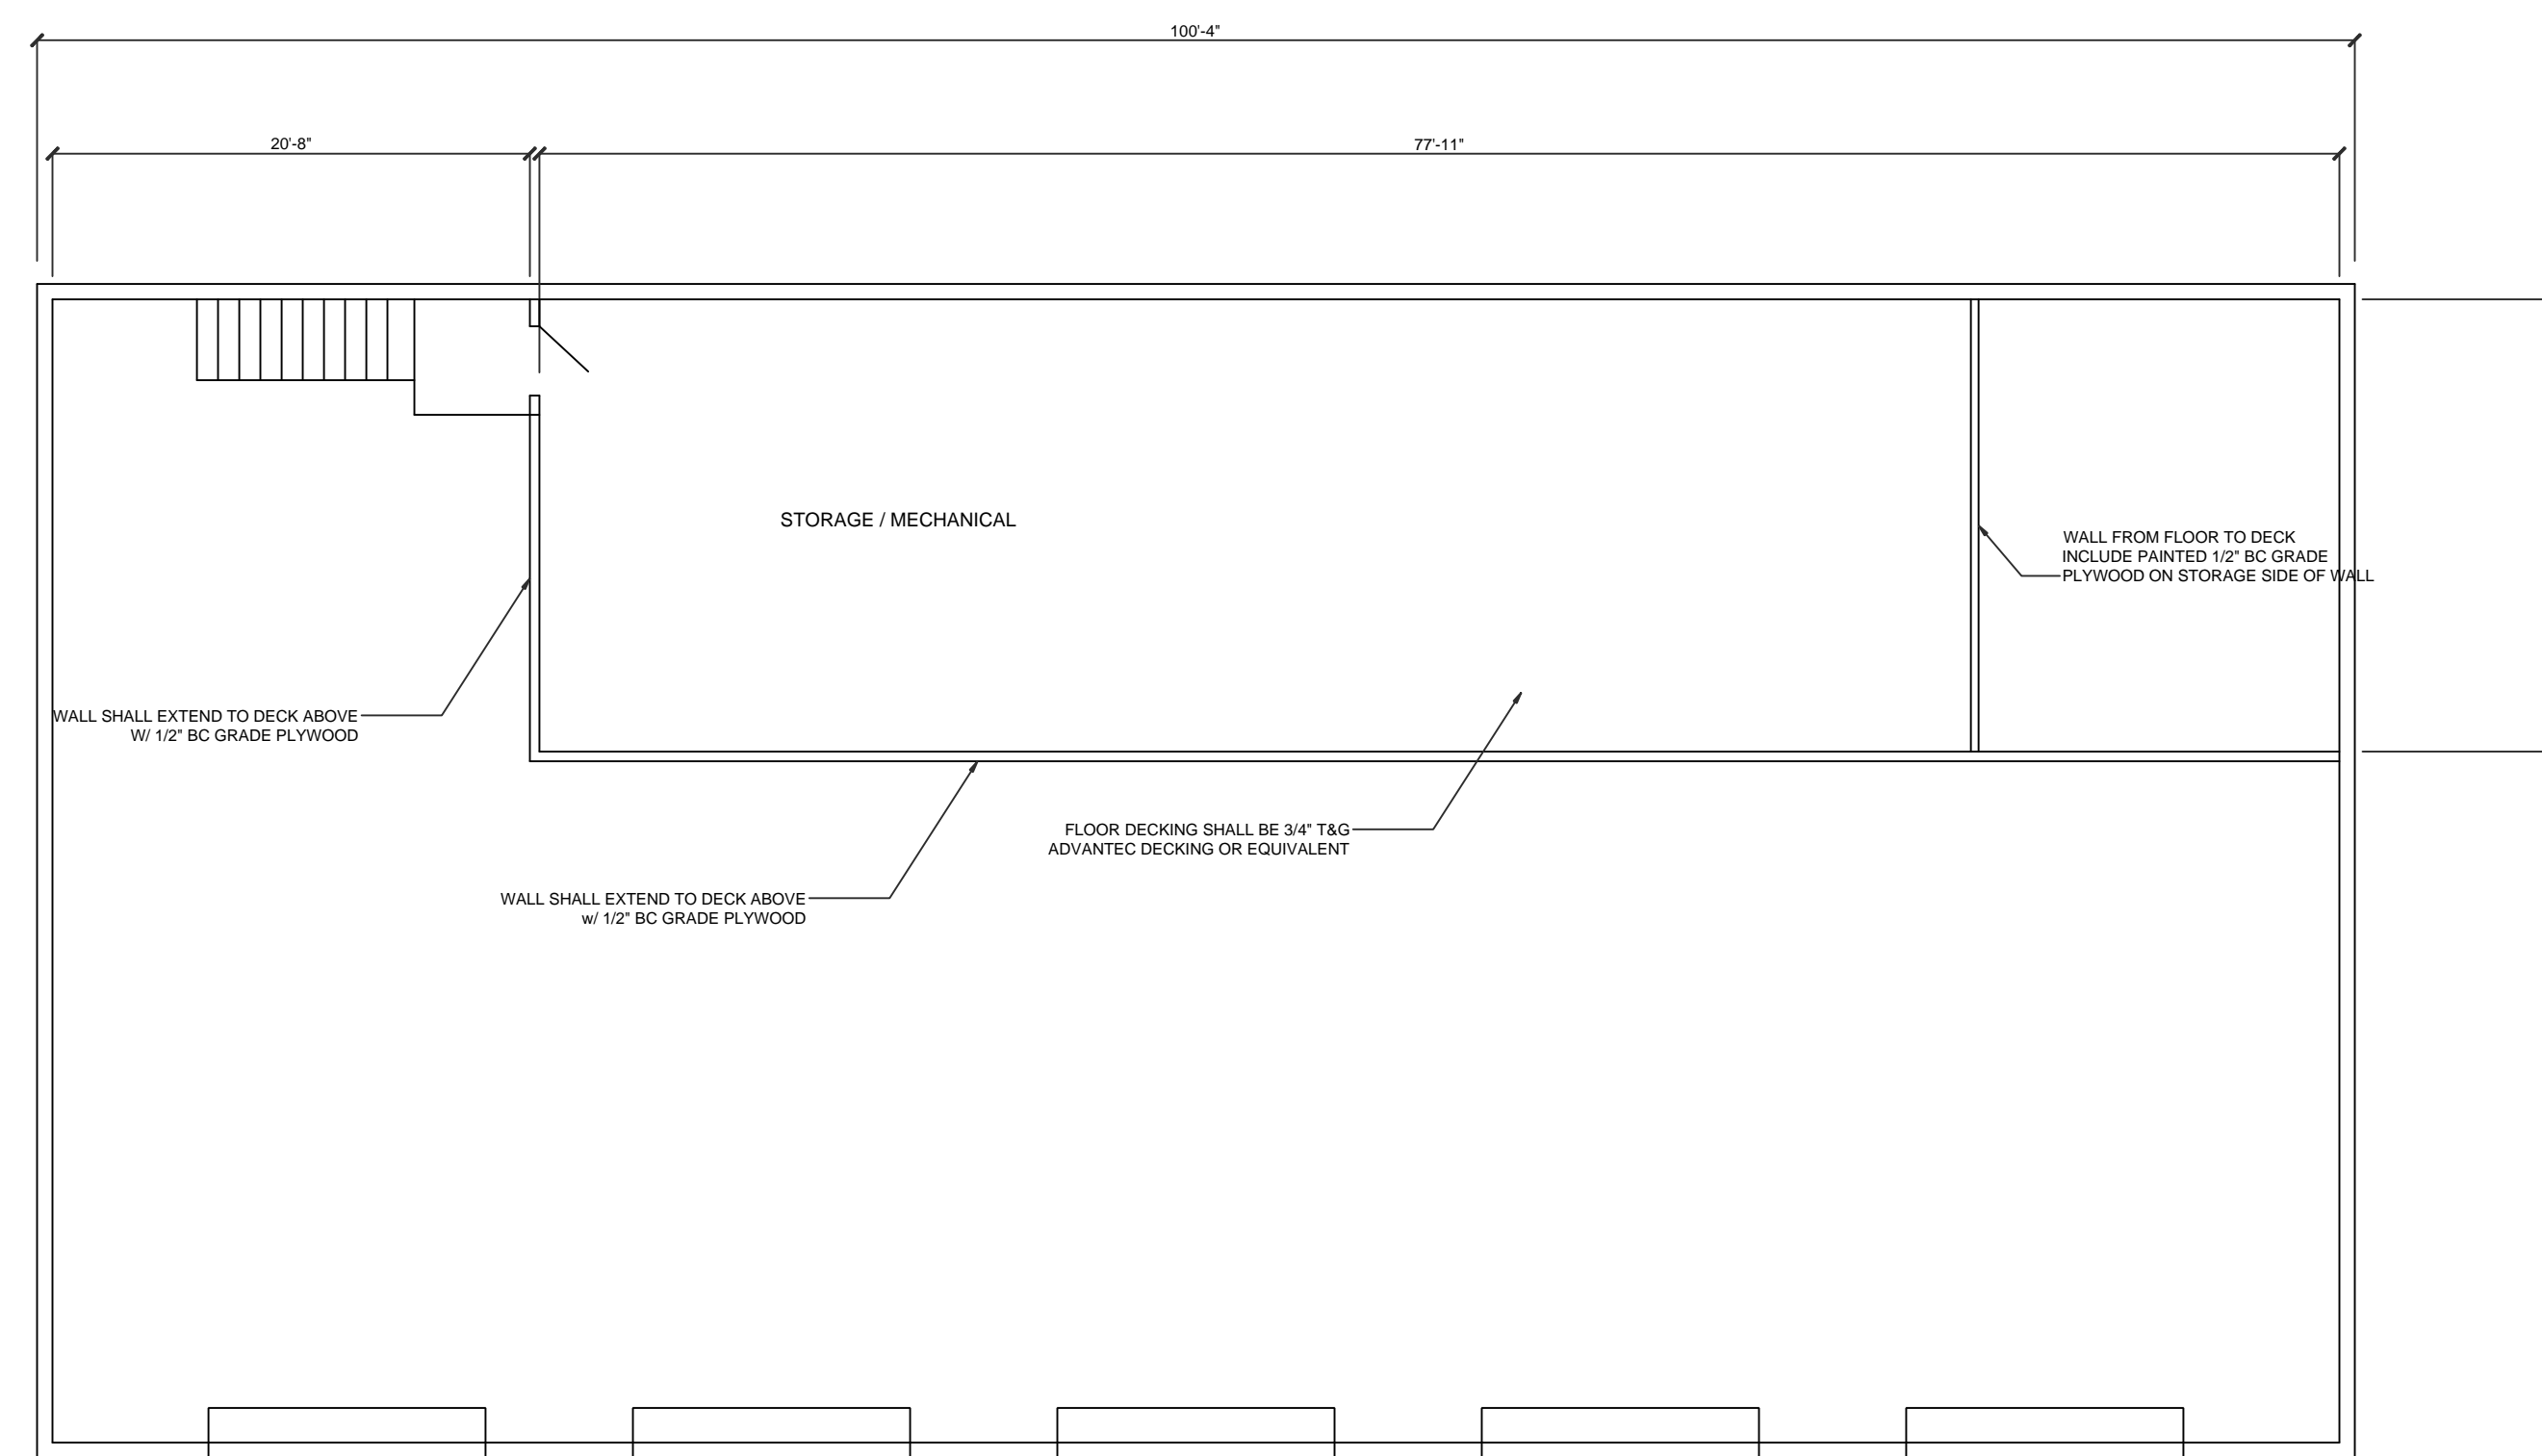 100'-4"
20'-8"
77'-11"
STORAGE / MECHANICAL
WALL FROM FLOOR TO DECK
INCLUDE PAINTED 1/2" BC GRADE
PLYWOOD ON STORAGE SIDE OF WALL
WALL SHALL EXTEND TO DECK ABOVE
W/ 1/2" BC GRADE PLYWOOD
FLOOR DECKING SHALL BE 3/4" T&G
ADVANTEC DECKING OR EQUIVALENT
WALL SHALL EXTEND TO DECK ABOVE
w/ 1/2" BC GRADE PLYWOOD